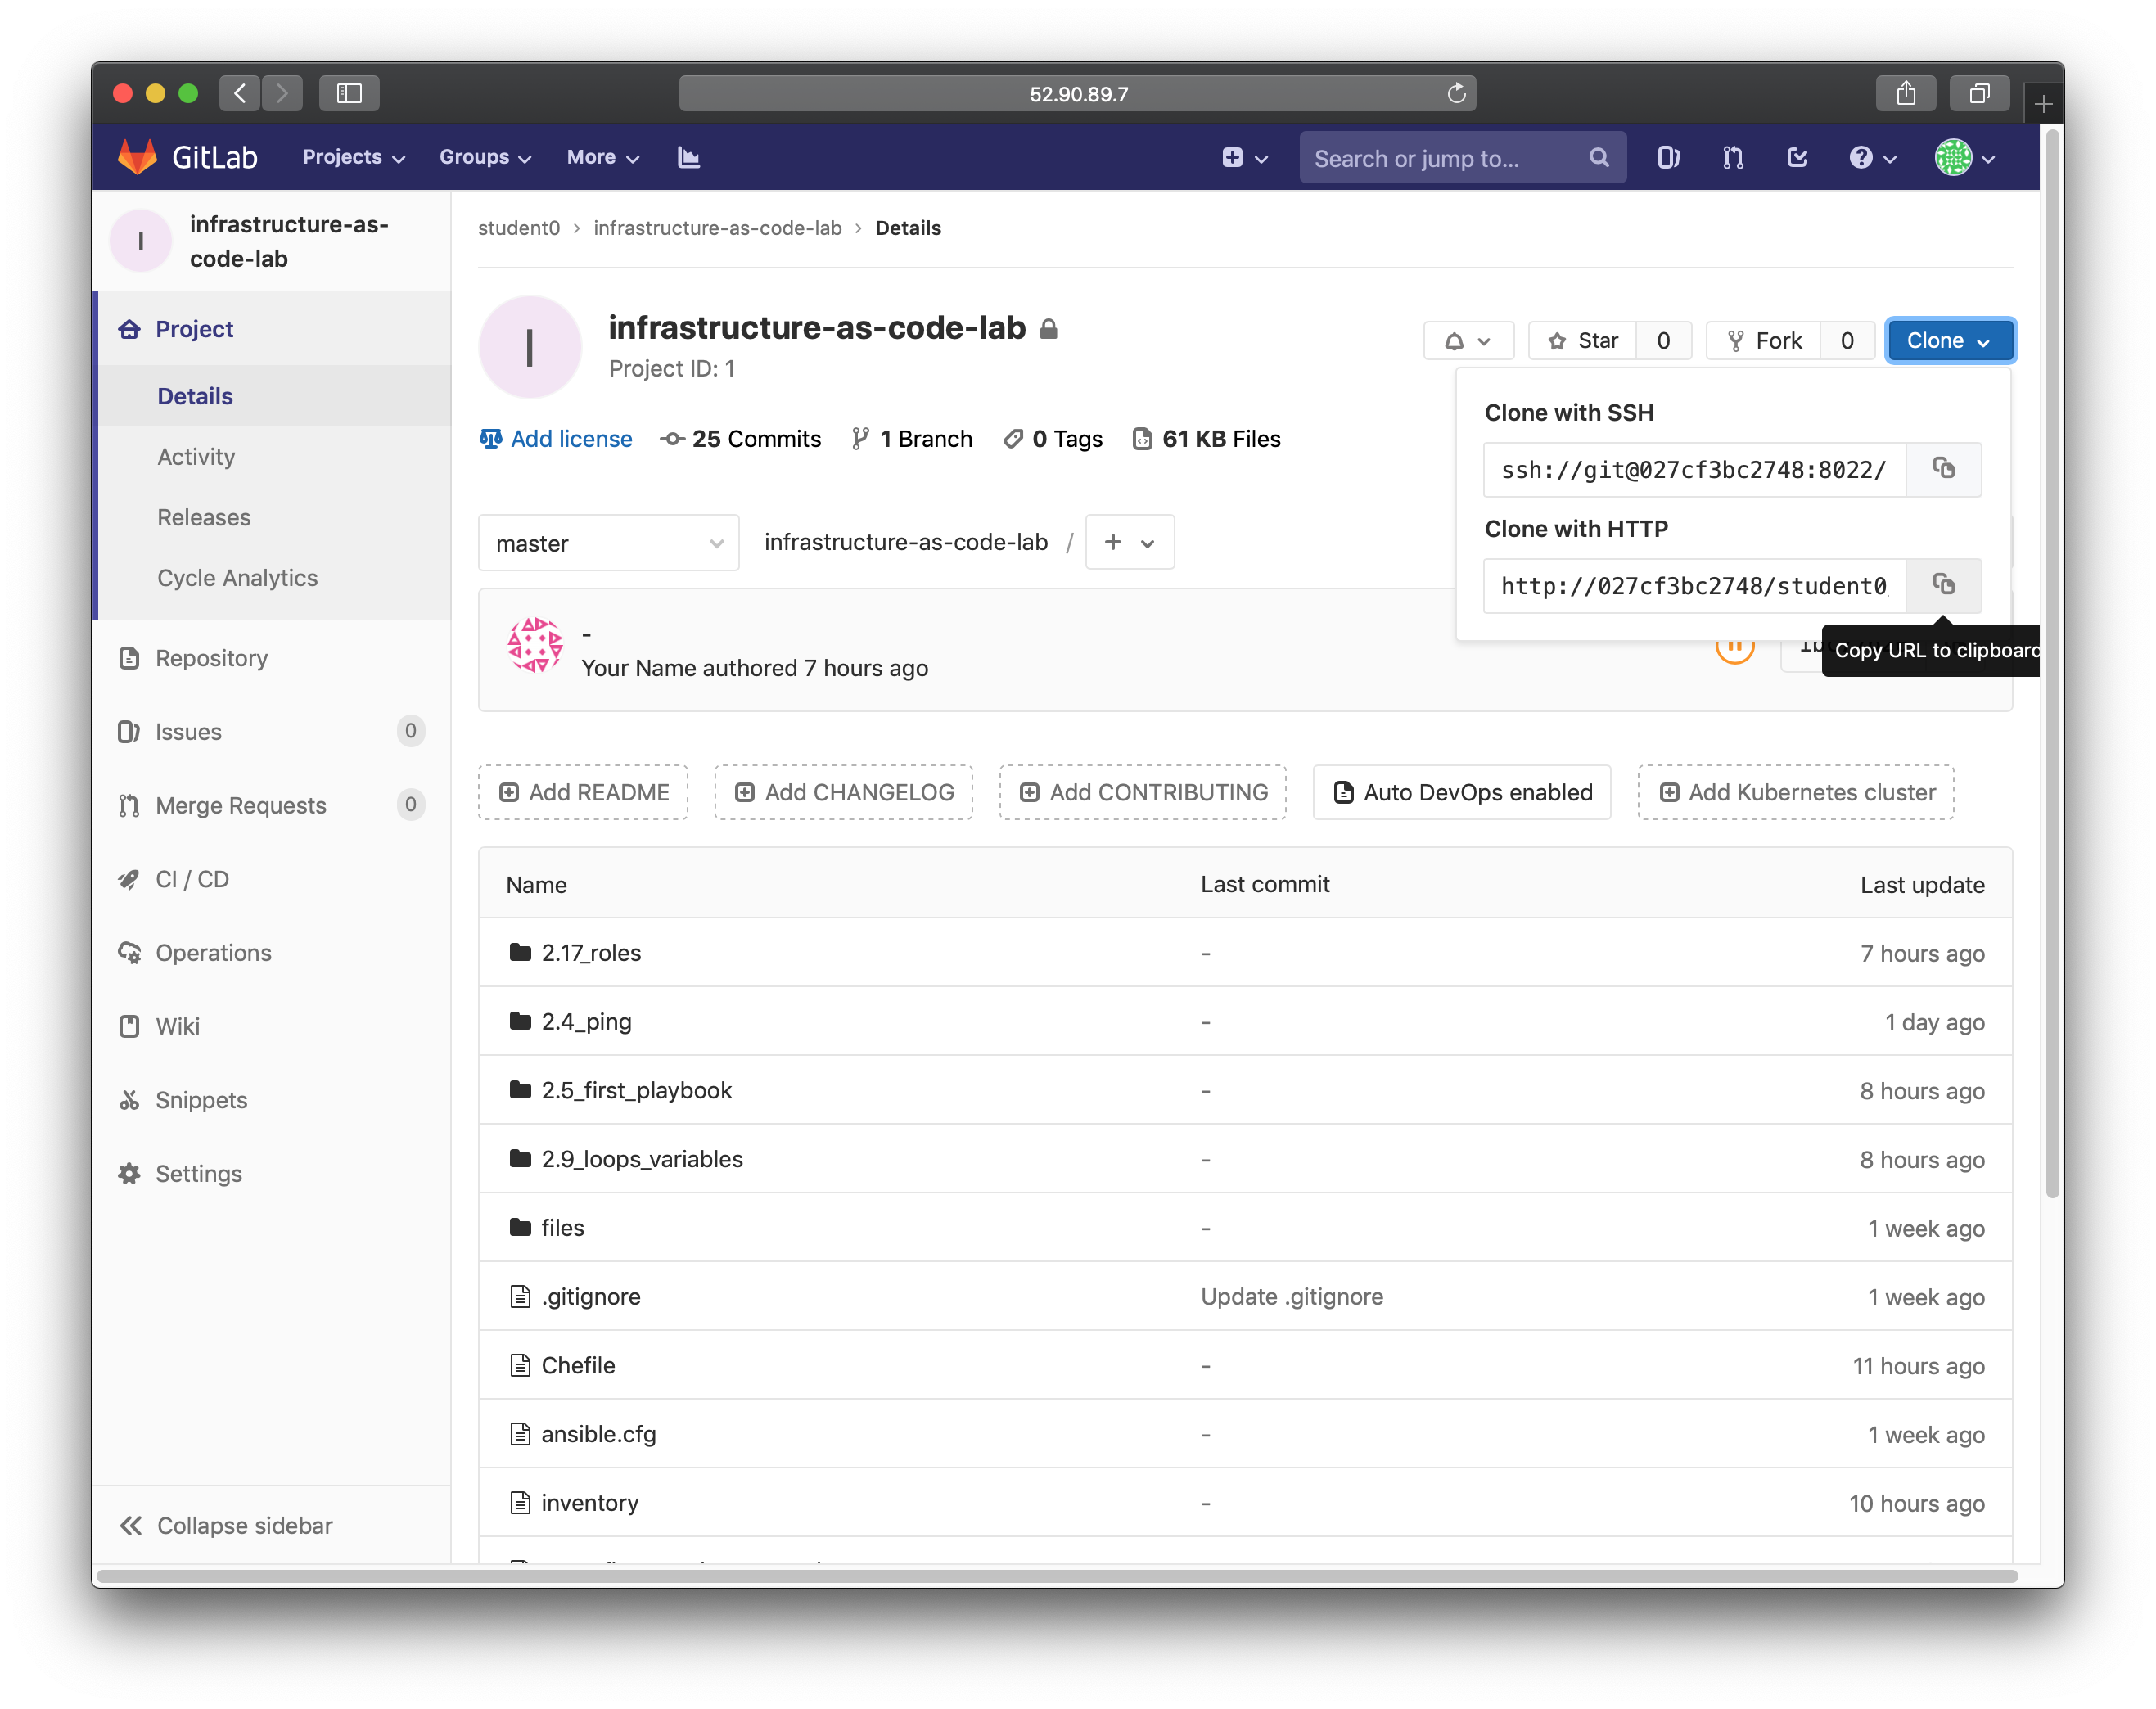 52.90.89.7
GitLab Projects Groups More Search or jump to...
infrastructure-as-code-lab
I
Project
Details
Activity
Releases
Cycle Analytics
Repository
Issues 0
Merge Requests 0
CI / CD
Operations
Wiki
Snippets
Settings
Collapse sidebar
student0 > infrastructure-as-code-lab > Details
I
infrastructure-as-code-lab
Project ID: 1
Star 0 Fork 0 Clone
Add license 25 Commits 1 Branch 0 Tags 61 KB Files
Clone with SSH
ssh://git@027cf3bc2748:8022/
Clone with HTTP
http://027cf3bc2748/student0
Copy URL to clipboard
master infrastructure-as-code-lab / +
-
Your Name authored 7 hours ago
Add README Add CHANGELOG Add CONTRIBUTING Auto DevOps enabled Add Kubernetes cluster
Name Last commit Last update
2.17_roles - 7 hours ago
2.4_ping - 1 day ago
2.5_first_playbook - 8 hours ago
2.9_loops_variables - 8 hours ago
files - 1 week ago
.gitignore Update .gitignore 1 week ago
Chefile - 11 hours ago
ansible.cfg - 1 week ago
inventory - 10 hours ago